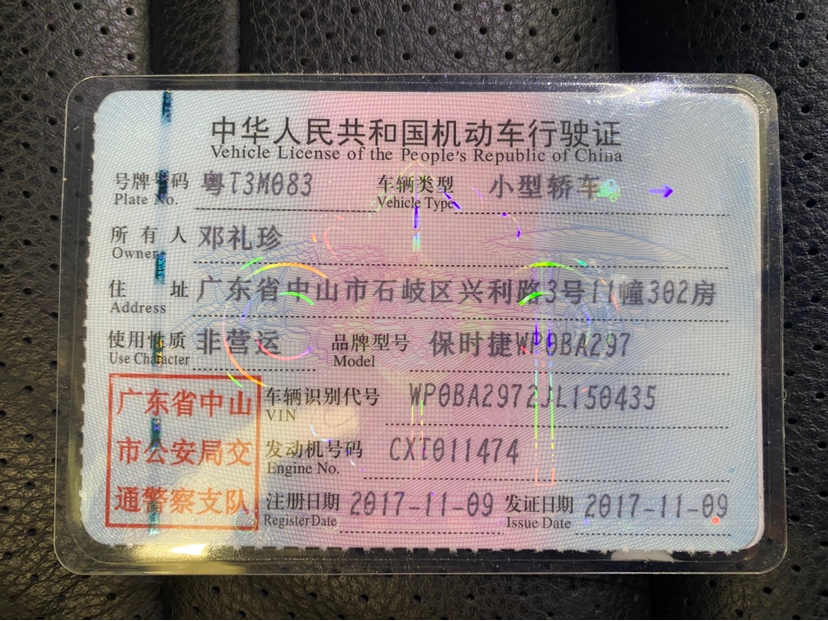 中华人民共和国机动车行驶证
Vehicle License of the People's Republic of China
号牌号码 粤T3M083 车辆类型 小型轿车
Plate No. Vehicle Type
所有人 邓礼珍
Owner
住址 广东省中山市石岐区兴利路3号11幢302房
Address
使用性质 非营运 品牌型号 保时捷WP0BA297
Use Character Model
车辆识别代号 WP0BA2972JL150435
VIN
发动机号码 CXT011474
Engine No.
注册日期 2017-11-09 发证日期 2017-11-09
Register Date Issue Date
广东省中山
市公安局交
通警察支队